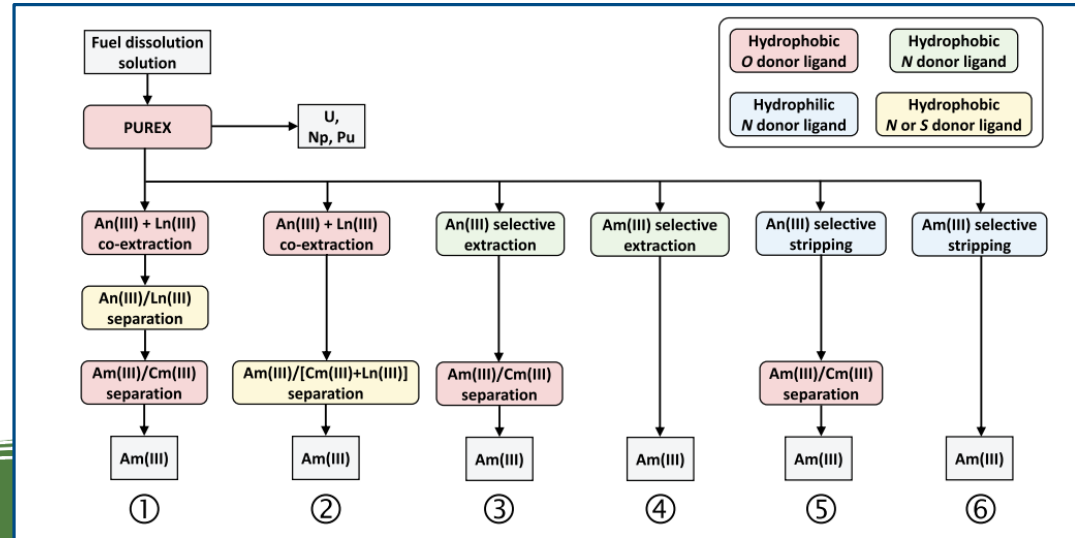 Fuel dissolution
solution
PUREX
U,
Np, Pu
Hydrophobic
O donor ligand
Hydrophobic
N donor ligand
Hydrophilic
N donor ligand
Hydrophobic
N or S donor ligand
An(III) + Ln(III)
co-extraction
An(III) + Ln(III)
co-extraction
An(III) selective
extraction
Am(III) selective
extraction
An(III) selective
stripping
Am(III) selective
stripping
An(III)/Ln(III)
separation
Am(III)/Cm(III)
separation
Am(III)/[Cm(III)+Ln(III)]
separation
Am(III)/Cm(III)
separation
Am(III)/Cm(III)
separation
Am(III)
Am(III)
Am(III)
Am(III)
Am(III)
Am(III)
①
②
③
④
⑤
⑥